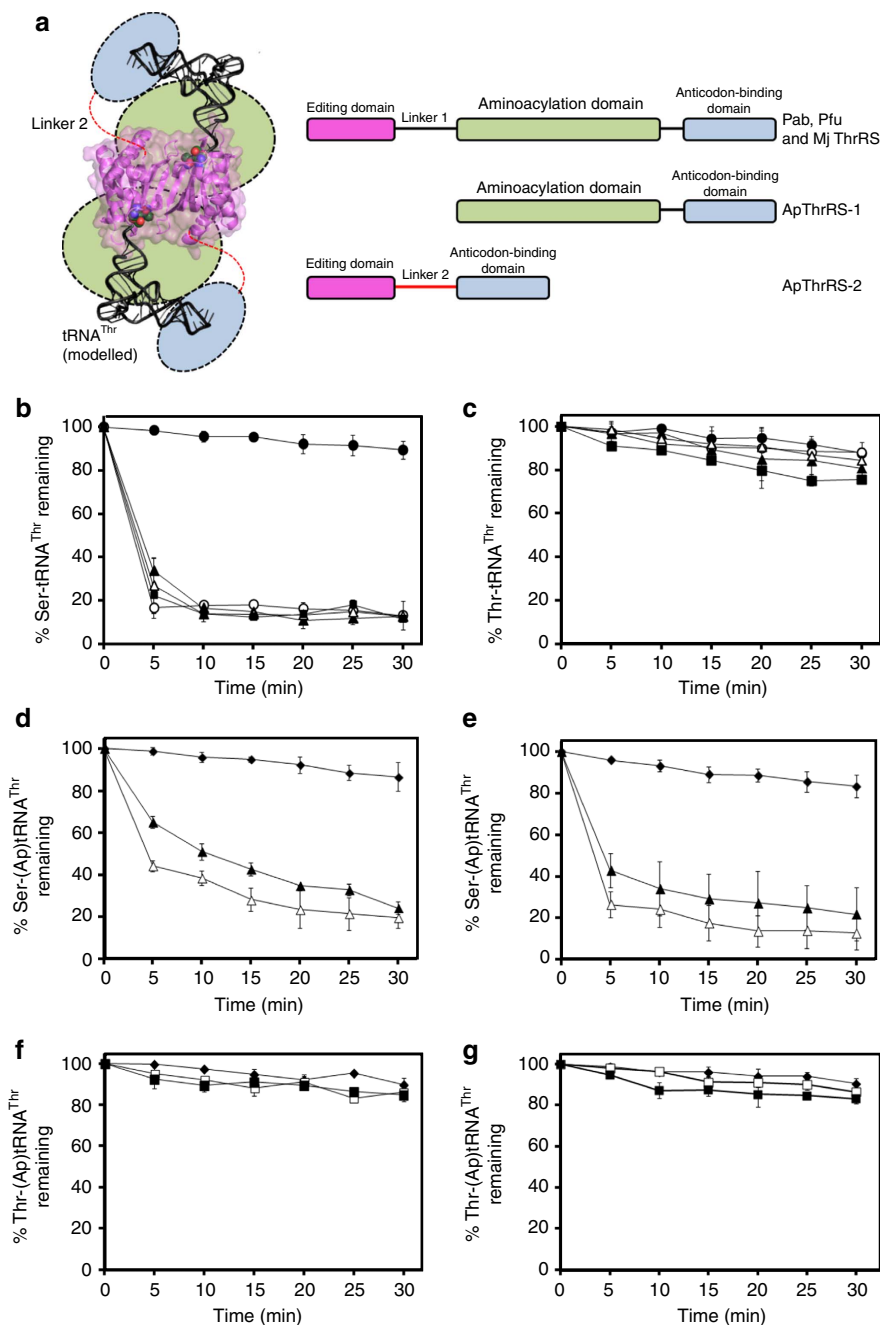 a
Linker 2
tRNA^Thr
(modelled)
Editing domain
Linker 1
Aminoacylation domain
Anticodon-binding
domain
Pab, Pfu
and Mj ThrRS
Aminoacylation domain
Anticodon-binding
domain
ApThrRS-1
Editing domain
Linker 2
Anticodon-binding
domain
ApThrRS-2
b
% Ser-tRNA^Thr remaining
100
80
60
40
20
0
0 5 10 15 20 25 30
Time (min)
c
% Thr-tRNA^Thr remaining
100
80
60
40
20
0
0 5 10 15 20 25 30
Time (min)
d
% Ser-(Ap)tRNA^Thr
remaining
100
80
60
40
20
0
0 5 10 15 20 25 30
Time (min)
e
% Ser-(Ap)tRNA^Thr
remaining
100
80
60
40
20
0
0 5 10 15 20 25 30
Time (min)
f
% Thr-(Ap)tRNA^Thr
remaining
100
80
60
40
20
0
0 5 10 15 20 25 30
Time (min)
g
% Thr-(Ap)tRNA^Thr
remaining
100
80
60
40
20
0
0 5 10 15 20 25 30
Time (min)